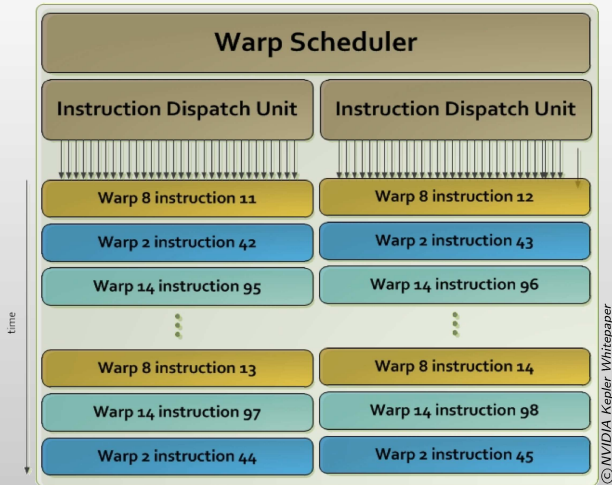 Warp Scheduler
Instruction Dispatch Unit
Instruction Dispatch Unit
Warp 8 instruction 11
Warp 8 instruction 12
Warp 2 instruction 42
Warp 2 instruction 43
Warp 14 instruction 95
Warp 14 instruction 96
time
Warp 8 instruction 13
Warp 8 instruction 14
Warp 14 instruction 97
Warp 14 instruction 98
Warp 2 instruction 44
Warp 2 instruction 45
© NVIDIA Kepler Whitepaper